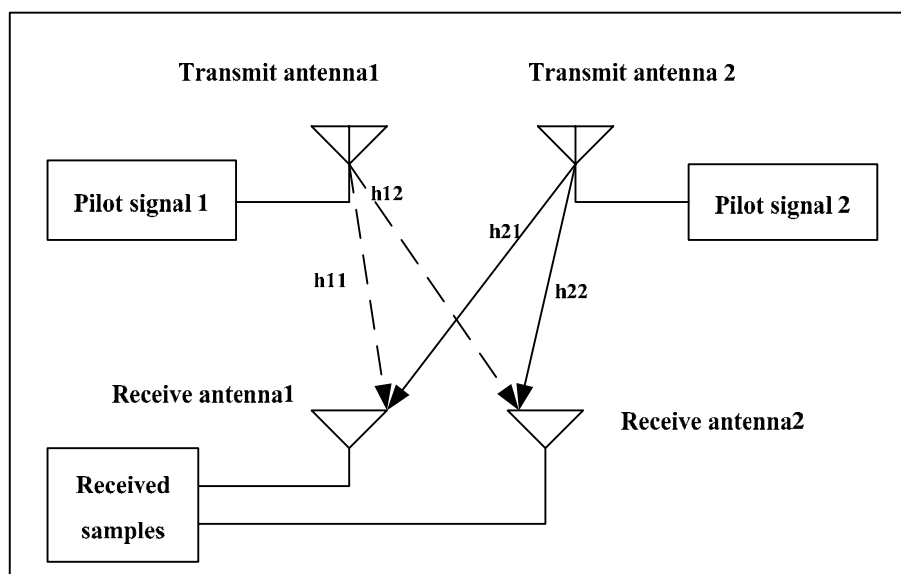 Transmit antenna1
Transmit antenna 2
Pilot signal 1
h12
h21
Pilot signal 2
h11
h22
Receive antenna1
Receive antenna2
Received
samples